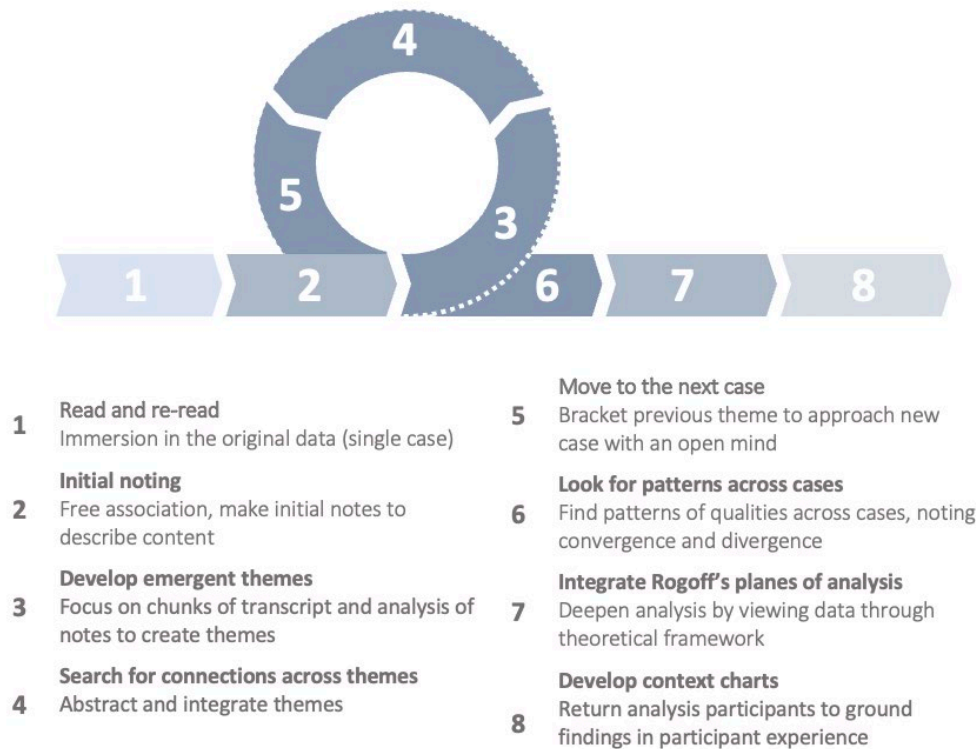 4
5
3
1
2
6
7
8
1
Read and re-read
Immersion in the original data (single case)
2
Initial noting
Free association, make initial notes to
describe content
3
Develop emergent themes
Focus on chunks of transcript and analysis of
notes to create themes
4
Search for connections across themes
Abstract and integrate themes
5
Move to the next case
Bracket previous theme to approach new
case with an open mind
6
Look for patterns across cases
Find patterns of qualities across cases, noting
convergence and divergence
7
Integrate Rogoff's planes of analysis
Deepen analysis by viewing data through
theoretical framework
8
Develop context charts
Return analysis participants to ground
findings in participant experience